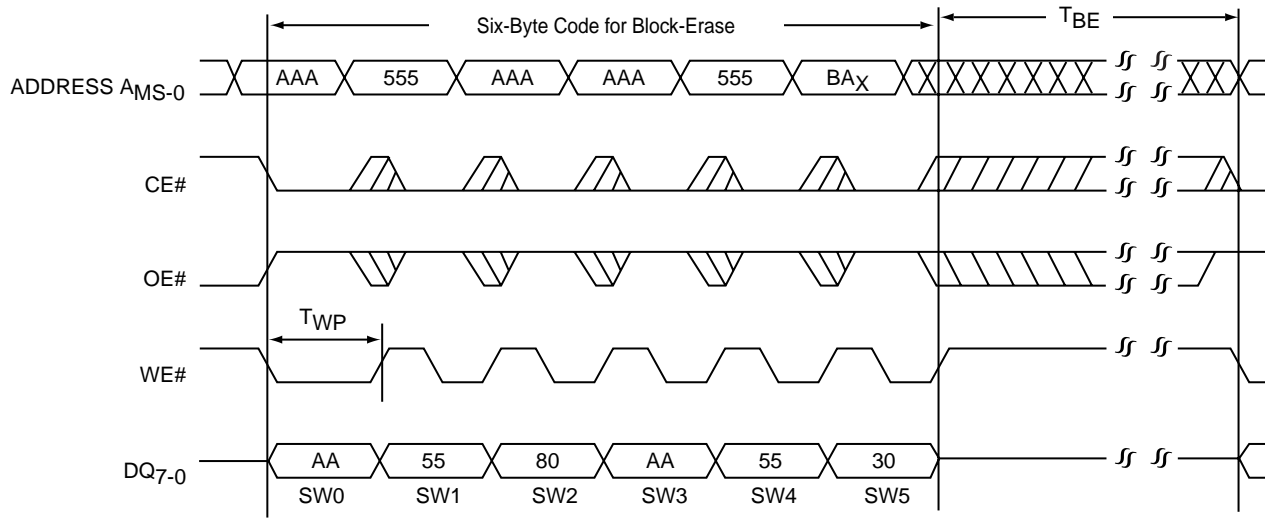 Six-Byte Code for Block-Erase
TBE
ADDRESS AMS-0
AAA 555 AAA AAA 555 BAX
CE#
OE#
TWP
WE#
DQ7-0
AA 55 80 AA 55 30
SW0 SW1 SW2 SW3 SW4 SW5